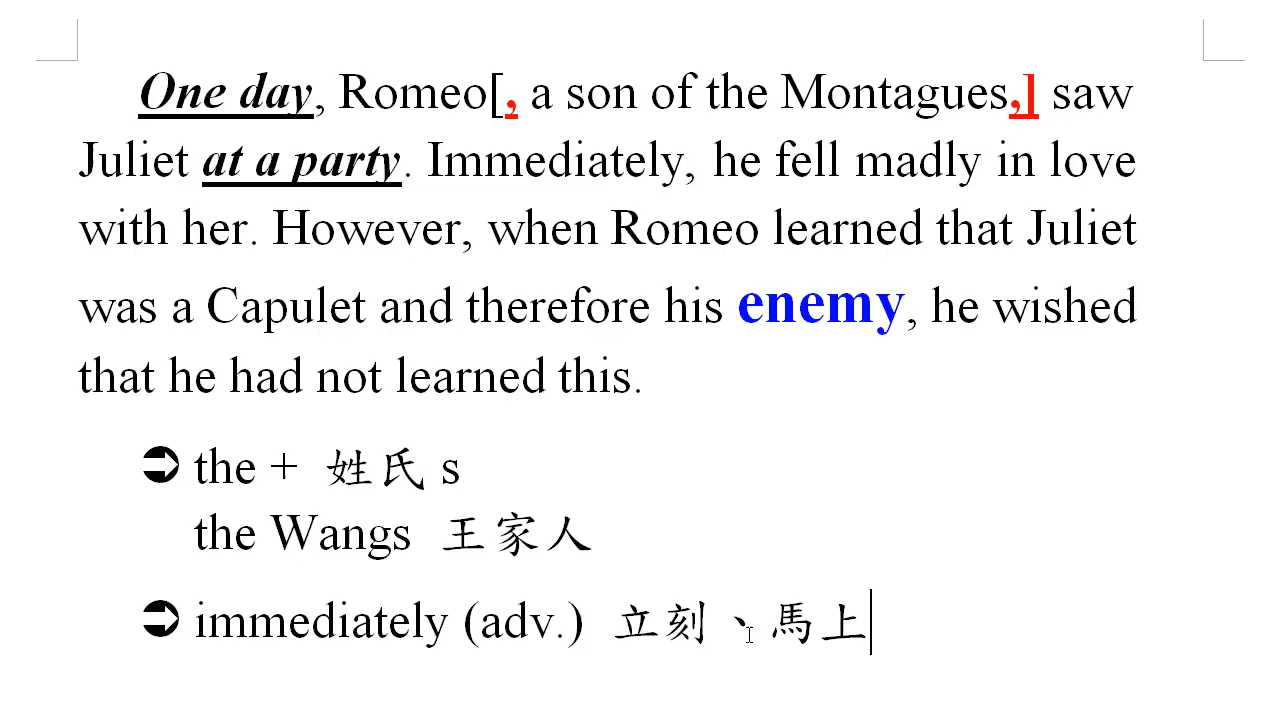 One day, Romeo[, a son of the Montagues,] saw
Juliet at a party. Immediately, he fell madly in love
with her. However, when Romeo learned that Juliet
was a Capulet and therefore his enemy, he wished
that he had not learned this.
➲ the + 姓氏 s
the Wangs 王家人
➲ immediately (adv.) 立刻、馬上